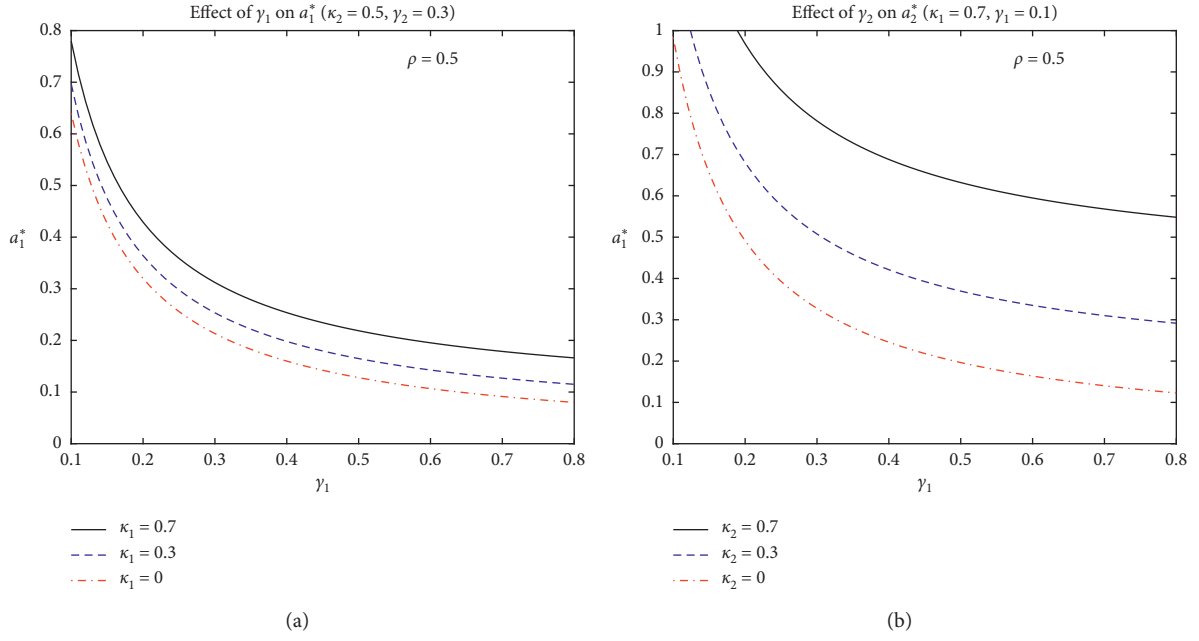 Effect of γ₁ on a₁* (κ₂ = 0.5, γ₂ = 0.3)
ρ = 0.5
0.8
0.7
0.6
0.5
a₁*
0.4
0.3
0.2
0.1
0
0.1 0.2 0.3 0.4 0.5 0.6 0.7 0.8
γ₁
κ₁ = 0.7
κ₁ = 0.3
κ₁ = 0
(a)
Effect of γ₂ on a₂* (κ₁ = 0.7, γ₁ = 0.1)
ρ = 0.5
1
0.9
0.8
0.7
0.6
0.5
a₁*
0.4
0.3
0.2
0.1
0
0.1 0.2 0.3 0.4 0.5 0.6 0.7 0.8
γ₁
κ₂ = 0.7
κ₂ = 0.3
κ₂ = 0
(b)